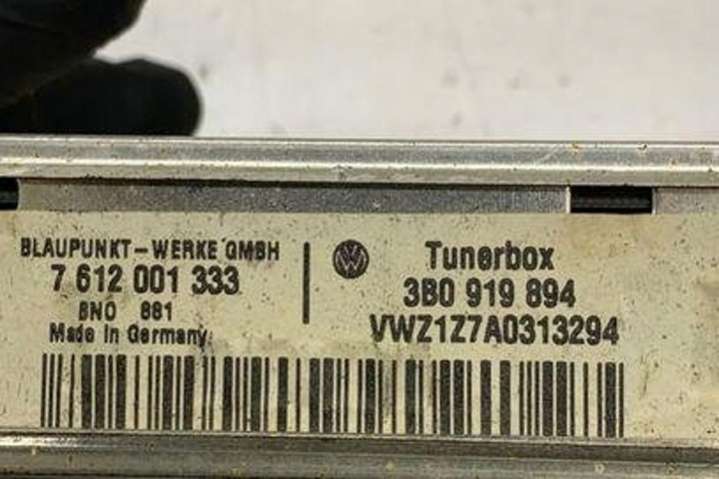 BLAUPUNKT-WERKE GMBH
7 612 001 333
BNO 881
Made in Germany
Tunerbox
3B0 919 894
VWZ1Z7A0313294